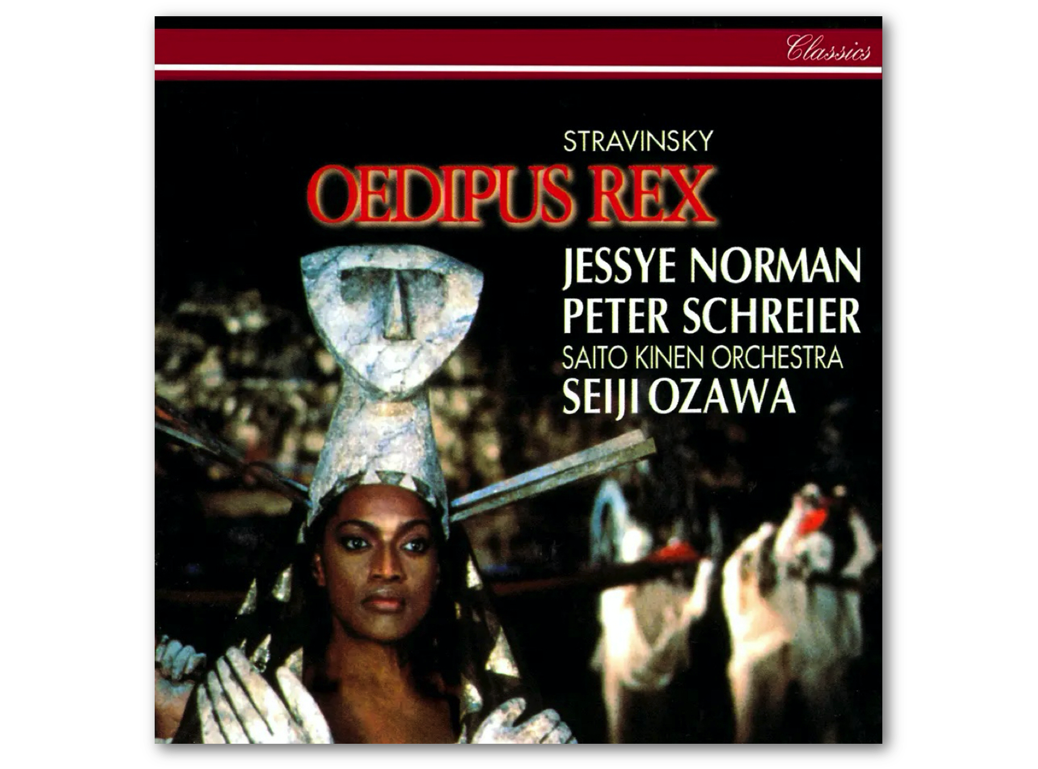 Classics
STRAVINSKY
OEDIPUS REX
JESSYE NORMAN
PETER SCHREIER
SAITO KINEN ORCHESTRA
SEIJI OZAWA